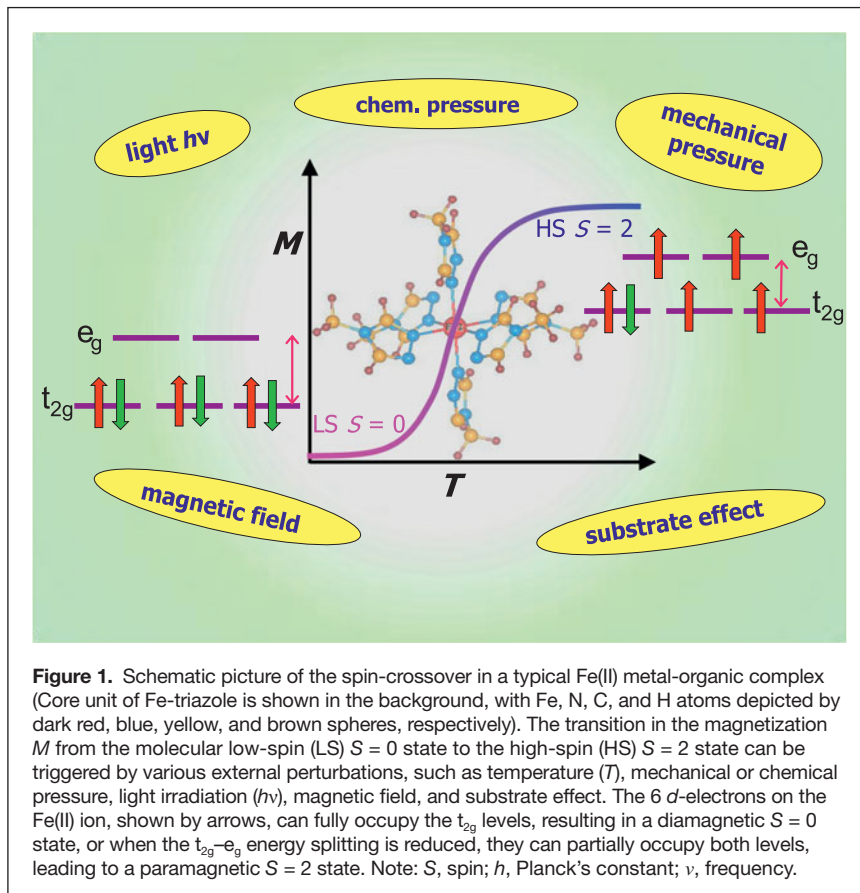 chem. pressure
light hν
mechanical
pressure
M
HS S = 2
e_g
t_2g
e_g
t_2g
LS S = 0
T
magnetic field
substrate effect
Figure 1. Schematic picture of the spin-crossover in a typical Fe(II) metal-organic complex
(Core unit of Fe-triazole is shown in the background, with Fe, N, C, and H atoms depicted by
dark red, blue, yellow, and brown spheres, respectively). The transition in the magnetization
M from the molecular low-spin (LS) S = 0 state to the high-spin (HS) S = 2 state can be
triggered by various external perturbations, such as temperature (T), mechanical or chemical
pressure, light irradiation (hν), magnetic field, and substrate effect. The 6 d-electrons on the
Fe(II) ion, shown by arrows, can fully occupy the t_2g levels, resulting in a diamagnetic S = 0
state, or when the t_2g–e_g energy splitting is reduced, they can partially occupy both levels,
leading to a paramagnetic S = 2 state. Note: S, spin; h, Planck's constant; ν, frequency.